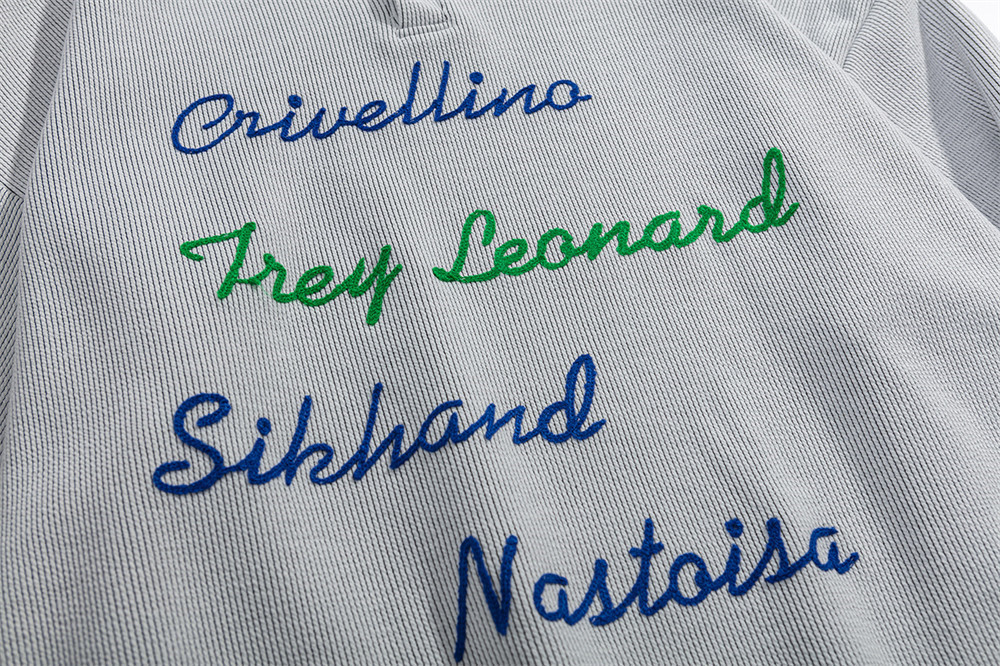 Crivellino
Trey Leonard
Sikhand
Nastoisa